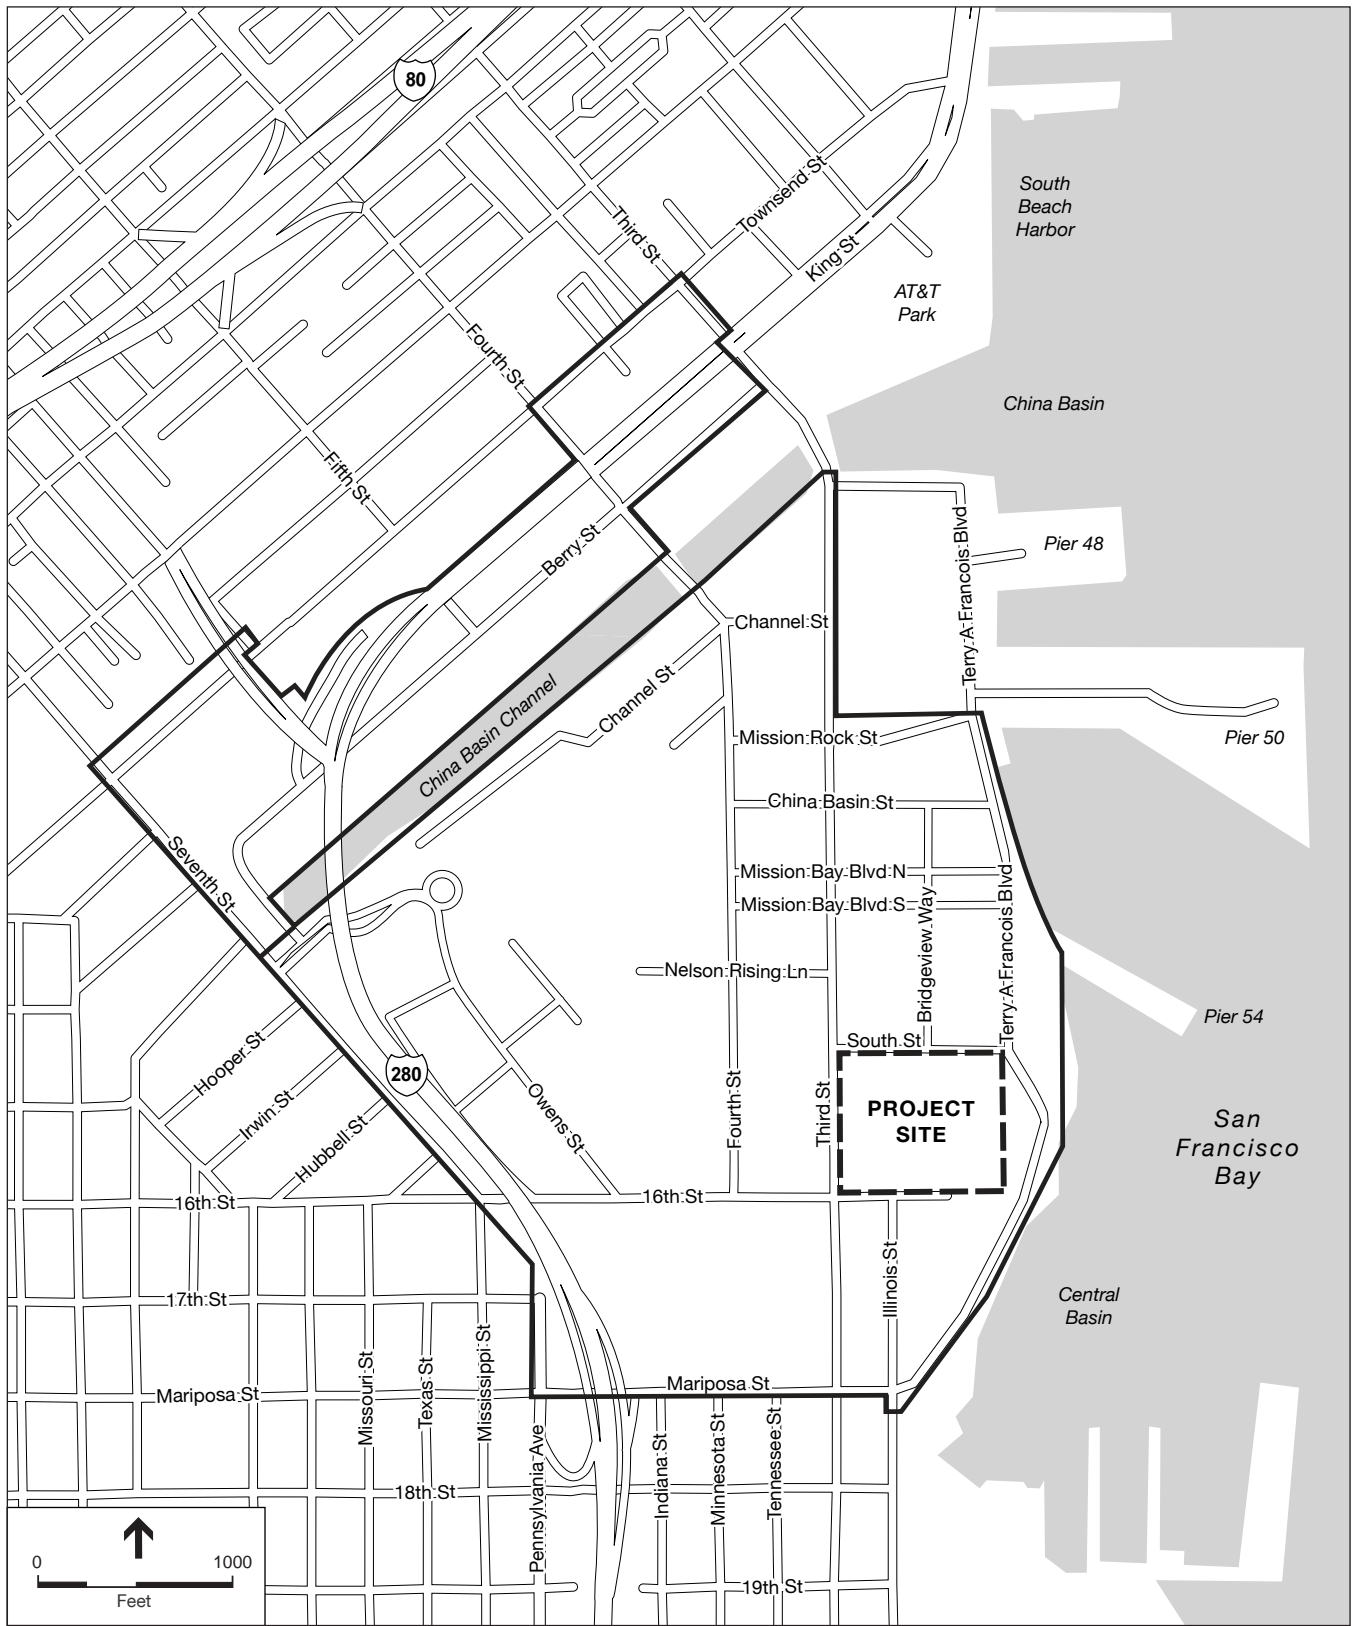 80
South
Beach
Harbor
Townsend St
Third St
King St
AT&T
Park
Fourth St
China Basin
Fifth St
Berry St
Terry A Francois Blvd
Pier 48
Channel St
Channel St
China Basin Channel
Mission Rock St
Pier 50
China Basin St
Seventh St
Mission Bay Blvd N
Mission Bay Blvd S
Bridgeview Way
Terry A Francois Blvd
Nelson Rising Ln
Pier 54
South St
Hooper St
280
Irwin St
Hubbell St
Owens St
Fourth St
Third St
PROJECT
SITE
San
Francisco
Bay
16th St
16th St
Illinois St
17th St
Central
Basin
Missouri St
Texas St
Mississippi St
Mariposa St
Mariposa St
Pennsylvania Ave
Indiana St
Minnesota St
Tennessee St
18th St
19th St
0
1000
Feet